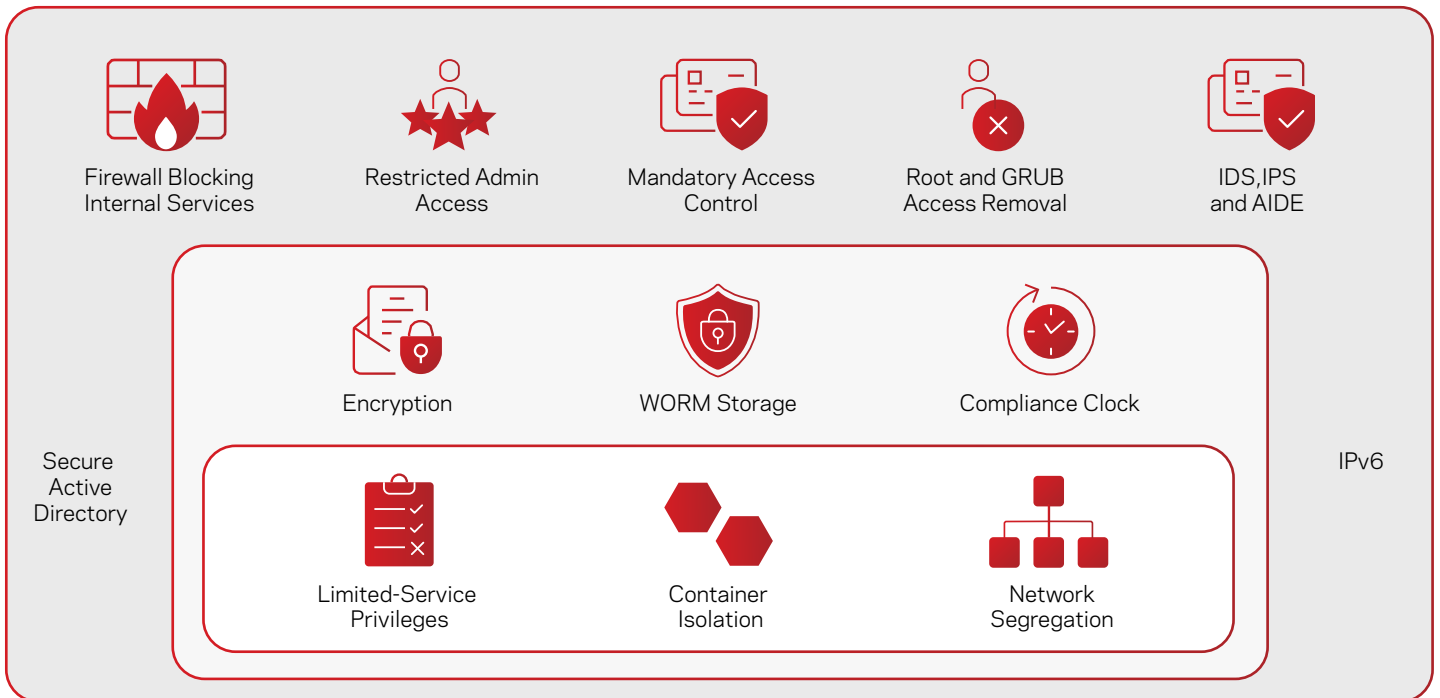 Firewall Blocking
Internal Services
Restricted Admin
Access
Mandatory Access
Control
Root and GRUB
Access Removal
IDS,IPS
and AIDE
Encryption
WORM Storage
Compliance Clock
Secure
Active
Directory
IPv6
Limited-Service
Privileges
Container
Isolation
Network
Segregation